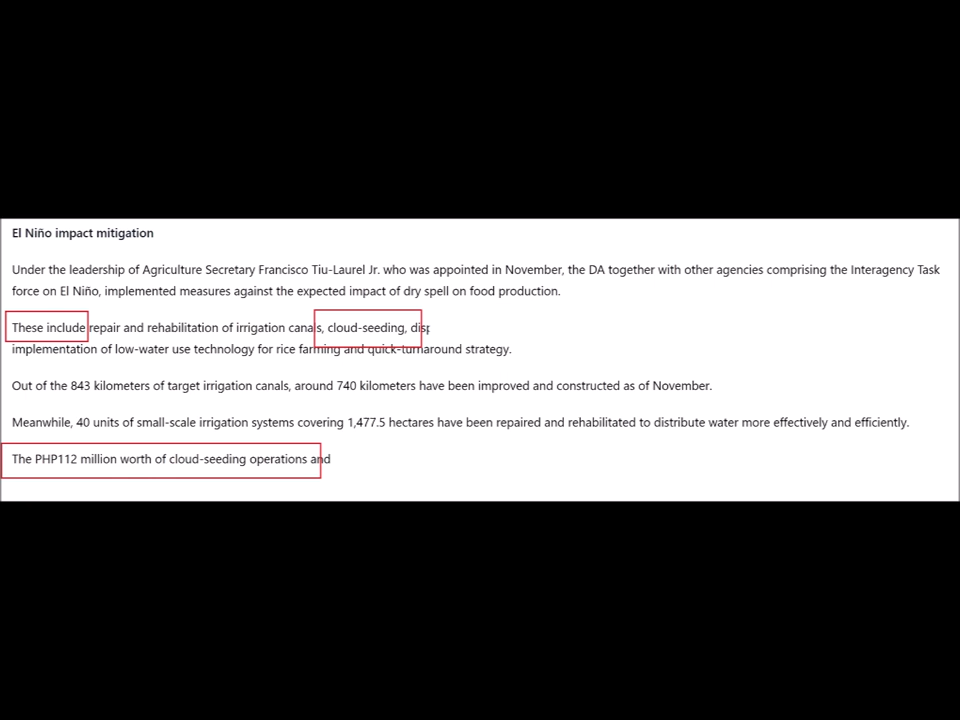 El Niño impact mitigation
Under the leadership of Agriculture Secretary Francisco Tiu-Laurel Jr. who was appointed in November, the DA together with other agencies comprising the Interagency Task
force on El Niño, implemented measures against the expected impact of dry spell on food production.
These include repair and rehabilitation of irrigation canals, cloud-seeding,
implementation of low-water use technology for rice farming and quick-turnaround strategy.
Out of the 843 kilometers of target irrigation canals, around 740 kilometers have been improved and constructed as of November.
Meanwhile, 40 units of small-scale irrigation systems covering 1,477.5 hectares have been repaired and rehabilitated to distribute water more effectively and efficiently.
The PHP112 million worth of cloud-seeding operations and